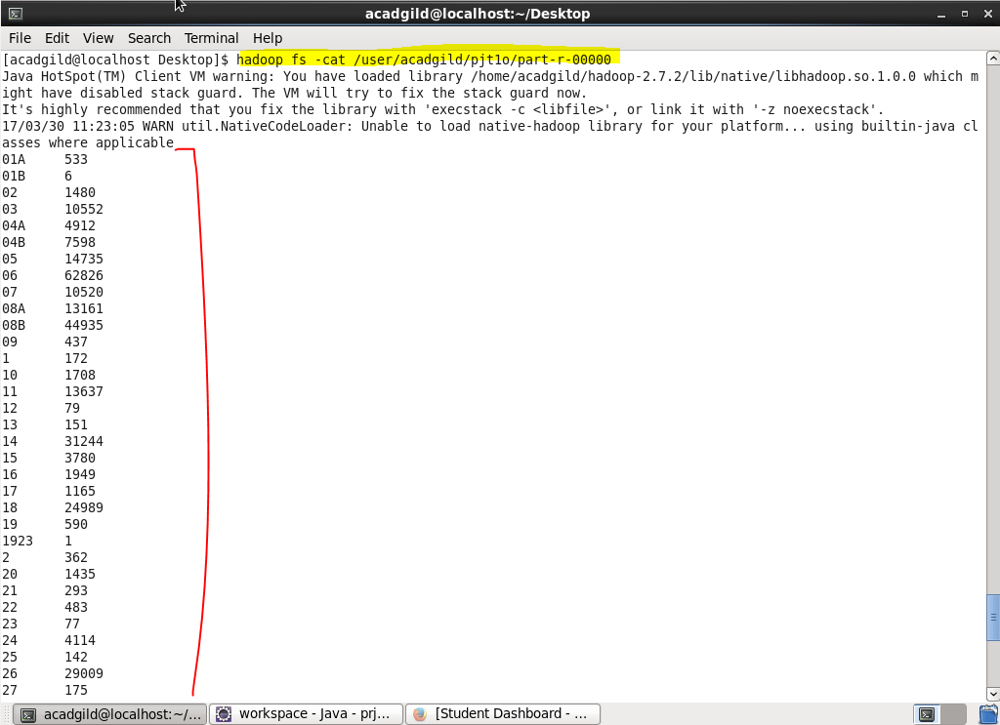 acadgild@localhost:~/Desktop
File Edit View Search Terminal Help
[acadgild@localhost Desktop]$ hadoop fs -cat /user/acadgild/pjt1o/part-r-00000
Java HotSpot(TM) Client VM warning: You have loaded library /home/acadgild/hadoop-2.7.2/lib/native/libhadoop.so.1.0.0 which m
ight have disabled stack guard. The VM will try to fix the stack guard now.
It's highly recommended that you fix the library with 'execstack -c <libfile>', or link it with '-z noexecstack'.
17/03/30 11:23:05 WARN util.NativeCodeLoader: Unable to load native-hadoop library for your platform... using builtin-java cl
asses where applicable
01A 533
01B 6
02 1480
03 10552
04A 4912
04B 7598
05 14735
06 62826
07 10520
08A 13161
08B 44935
09 437
1 172
10 1708
11 13637
12 79
13 151
14 31244
15 3780
16 1949
17 1165
18 24989
19 590
1923 1
2 362
20 1435
21 293
22 483
23 77
24 4114
25 142
26 29009
27 175
acadgild@localhost:~/... workspace - Java - prj... [Student Dashboard - ...